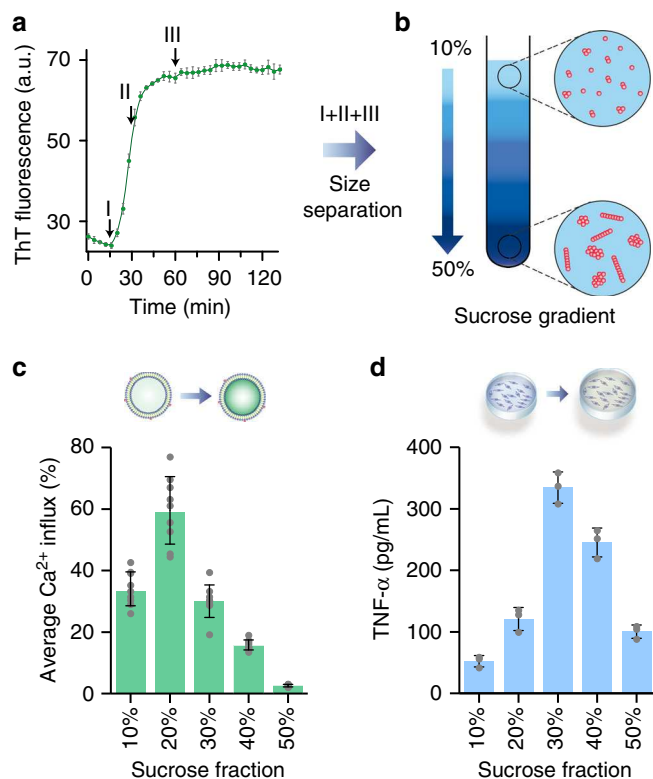 a
ThT fluorescence (a.u.)
70
50
30
I
II
III
0
30
60
90
120
Time (min)
I+II+III
Size
separation
b
10%
50%
Sucrose gradient
c
Average Ca²⁺ influx (%)
80
60
40
20
0
10%
20%
30%
40%
50%
Sucrose fraction
d
TNF-α (pg/mL)
400
300
200
100
0
10%
20%
30%
40%
50%
Sucrose fraction